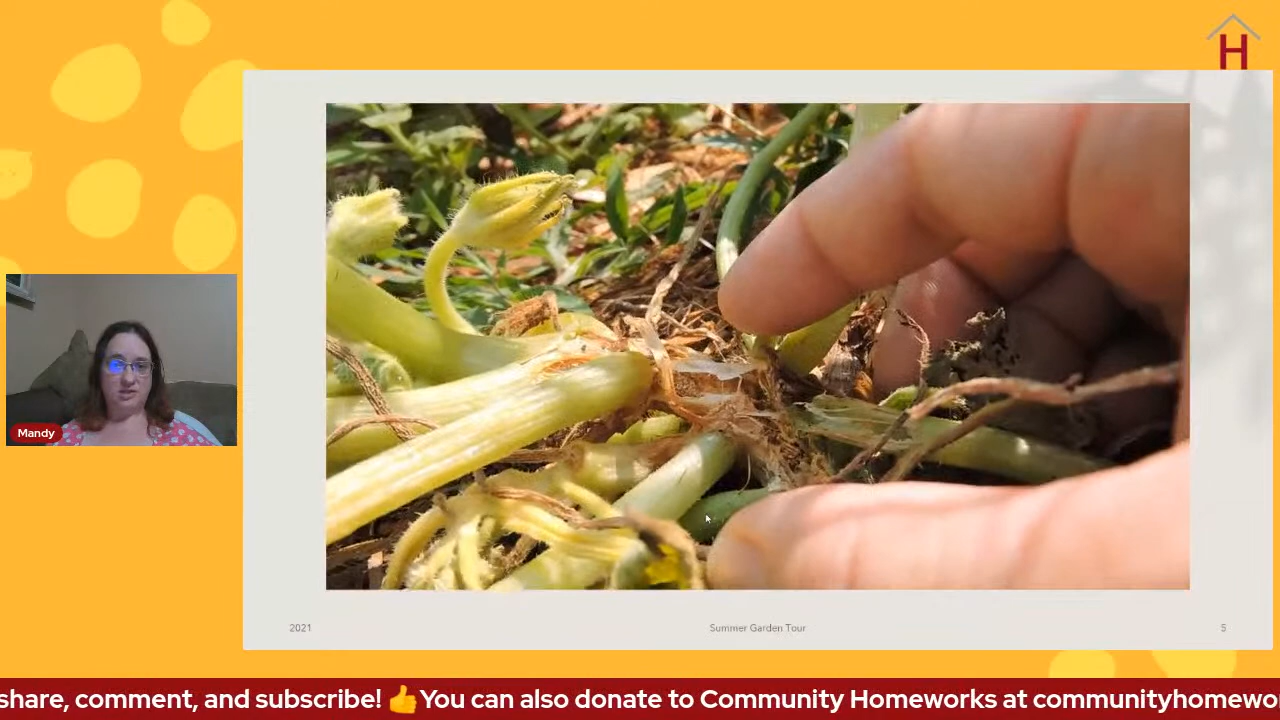 H
Mandy
2021
Summer Garden Tour
5
share, comment, and subscribe! 👍You can also donate to Community Homeworks at communityhomewo